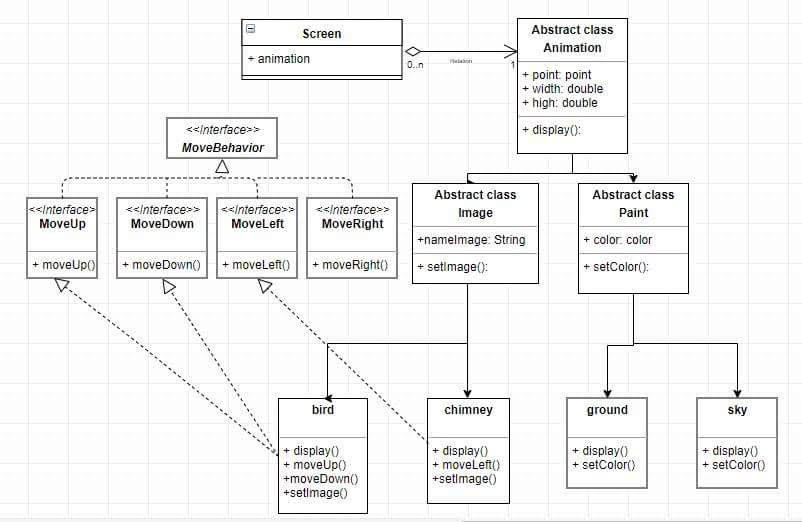 Screen
+ animation
0..n
Relation
1
Abstract class
Animation
+ point: point
+ width: double
+ high: double
+ display():
<<Interface>>
MoveBehavior
<<Interface>
MoveUp
+ moveUp()
<<Interface>>
MoveDown
+ moveDown()
<<Interface>>
MoveLeft
+ moveLeft()
<<Interface>>
MoveRight
+ moveRight()
Abstract class
Image
+nameImage: String
+ setImage():
Abstract class
Paint
+ color: color
+ setColor():
bird
+ display()
+ moveUp()
+moveDown()
+setImage()
chimney
+ display()
+ moveLeft()
+setImage()
ground
+ display()
+ setColor()
sky
+ display()
+ setColor()